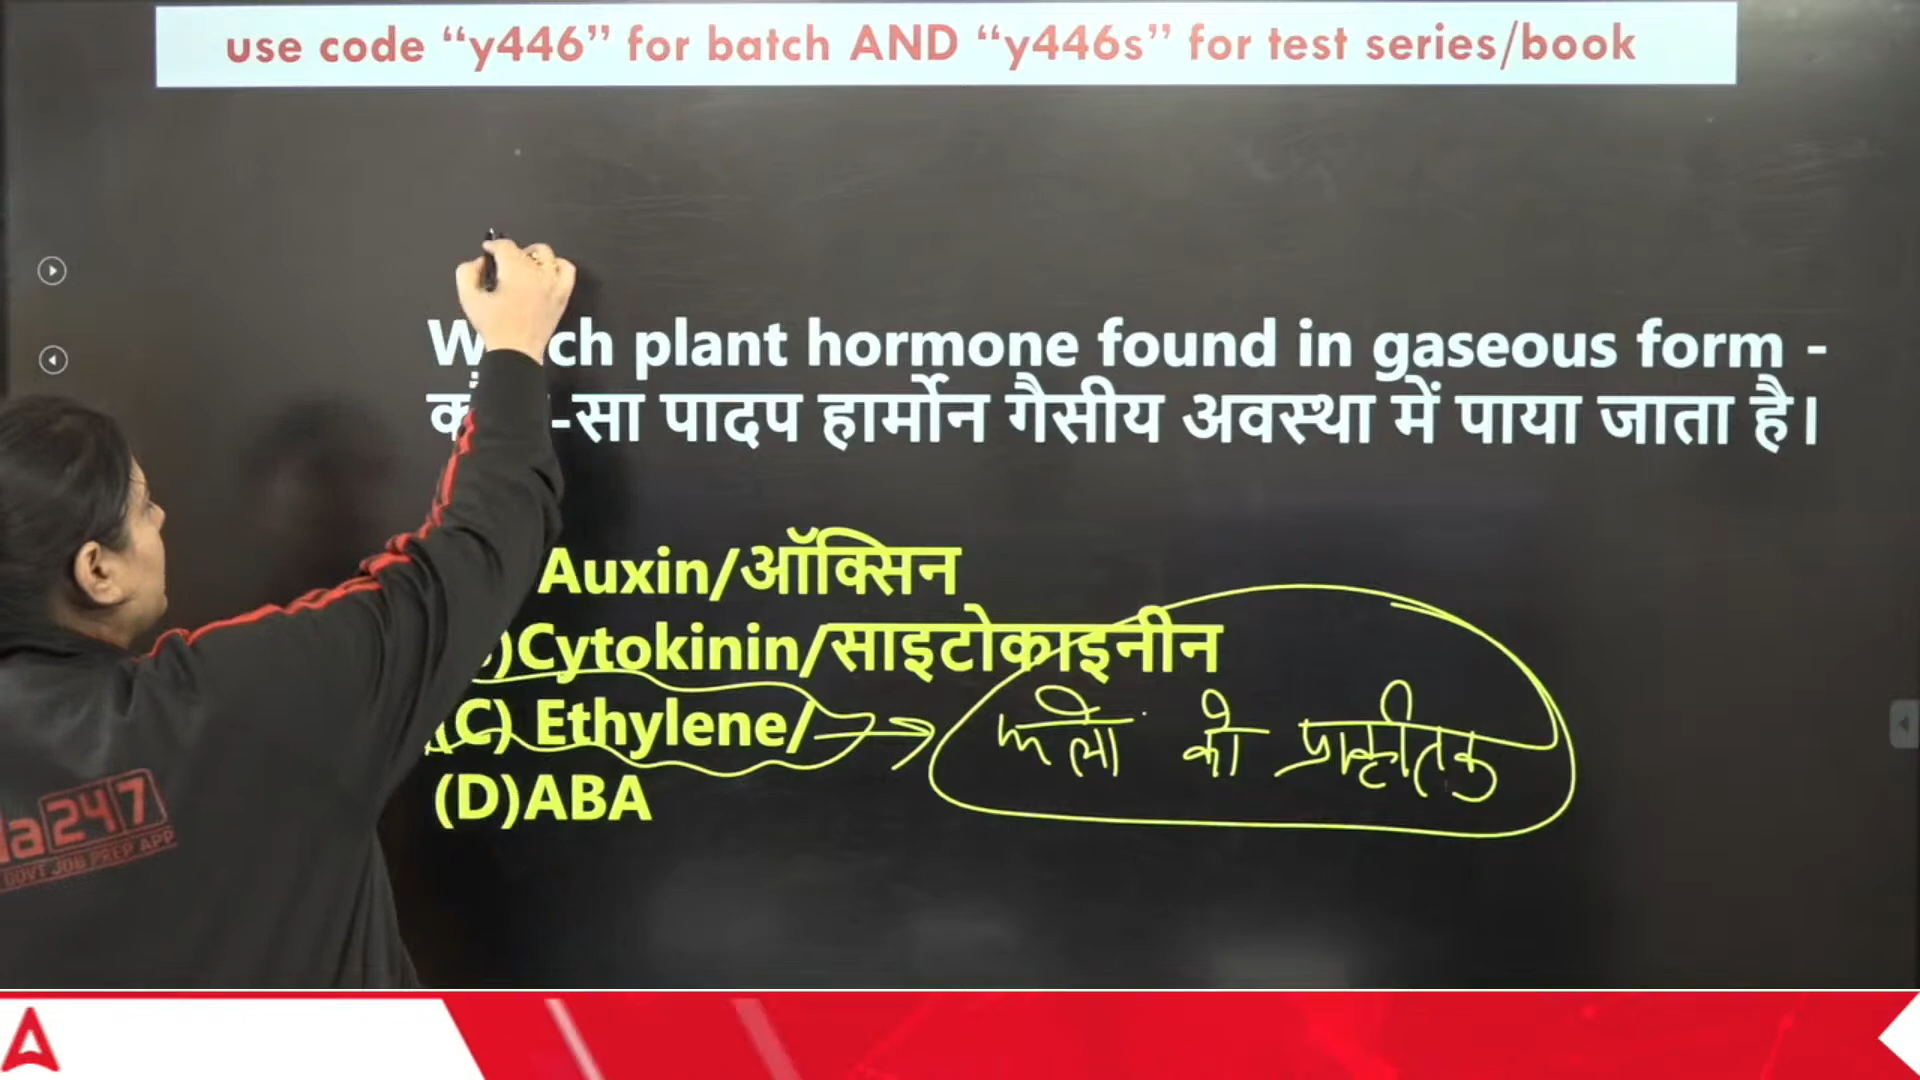 use code “y446” for batch AND “y446s” for test series/book
ch plant hormone found in gaseous form -
-सा पादप हार्मोन गैसीय अवस्था में पाया जाता है।
Auxin/ऑक्सिन
)Cytokinin/साइटोकाइनीन
(C) Ethylene/
फलो को प्राकृतिक
(D)ABA
a247
GOVT JOB PREP APP